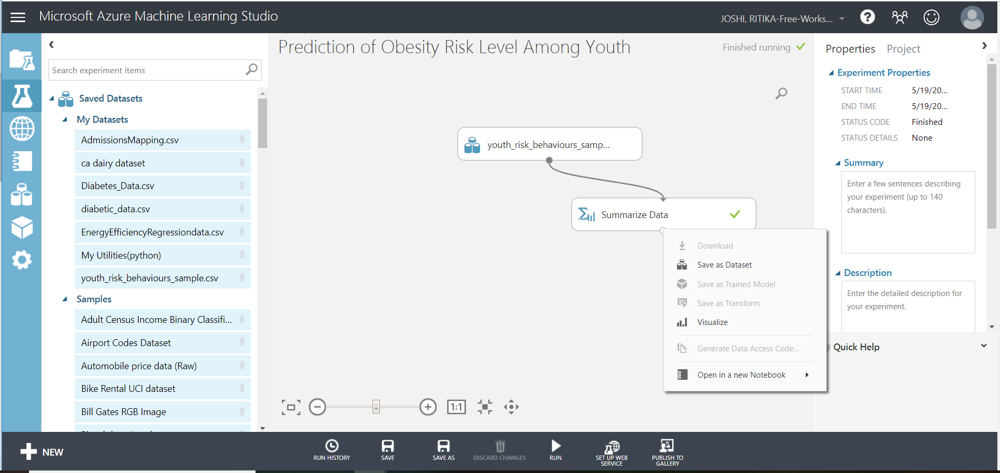 Microsoft Azure Machine Learning Studio
JOSHI, RITIKA-Free-Works...
?
Search experiment items
Saved Datasets
My Datasets
AdmissionsMapping.csv
ca dairy dataset
Diabetes_Data.csv
diabetic_data.csv
EnergyEfficiencyRegressiondata.csv
My Utilities(python)
youth_risk_behaviours_sample.csv
Samples
Adult Census Income Binary Classifi...
Airport Codes Dataset
Automobile price data (Raw)
Bike Rental UCI dataset
Bill Gates RGB Image
Prediction of Obesity Risk Level Among Youth
Finished running
youth_risk_behaviours_samp...
Summarize Data
Download
Save as Dataset
Save as Trained Model
Save as Transform
Visualize
Generate Data Access Code...
Open in a new Notebook
1:1
Properties Project
Experiment Properties
START TIME 5/19/20...
END TIME 5/19/20...
STATUS CODE Finished
STATUS DETAILS None
Summary
Enter a few sentences describing
your experiment (up to 140
characters).
Description
Enter the detailed description for
your experiment.
Quick Help
NEW
RUN HISTORY
SAVE
SAVE AS
DISCARD CHANGES
RUN
SET UP WEB
SERVICE
PUBLISH TO
GALLERY